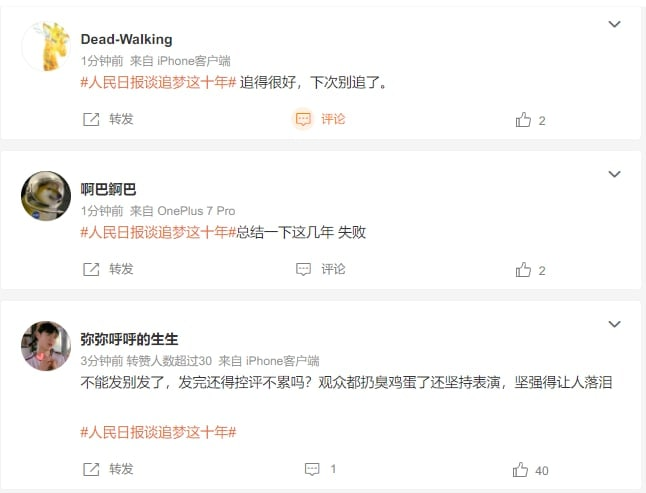 Dead-Walking
1分钟前 来自 iPhone客户端
#人民日报谈追梦这十年# 追得很好，下次别追了。
转发 评论 2
啊巴錒巴
1分钟前 来自 OnePlus 7 Pro
#人民日报谈追梦这十年#总结一下这几年 失败
转发 评论 2
弥弥呼呼的生生
3分钟前 转赞人数超过30 来自 iPhone客户端
不能发别发了，发完还得控评不累吗？观众都扔臭鸡蛋了还坚持表演，坚强得让人落泪
#人民日报谈追梦这十年#
转发 1 40